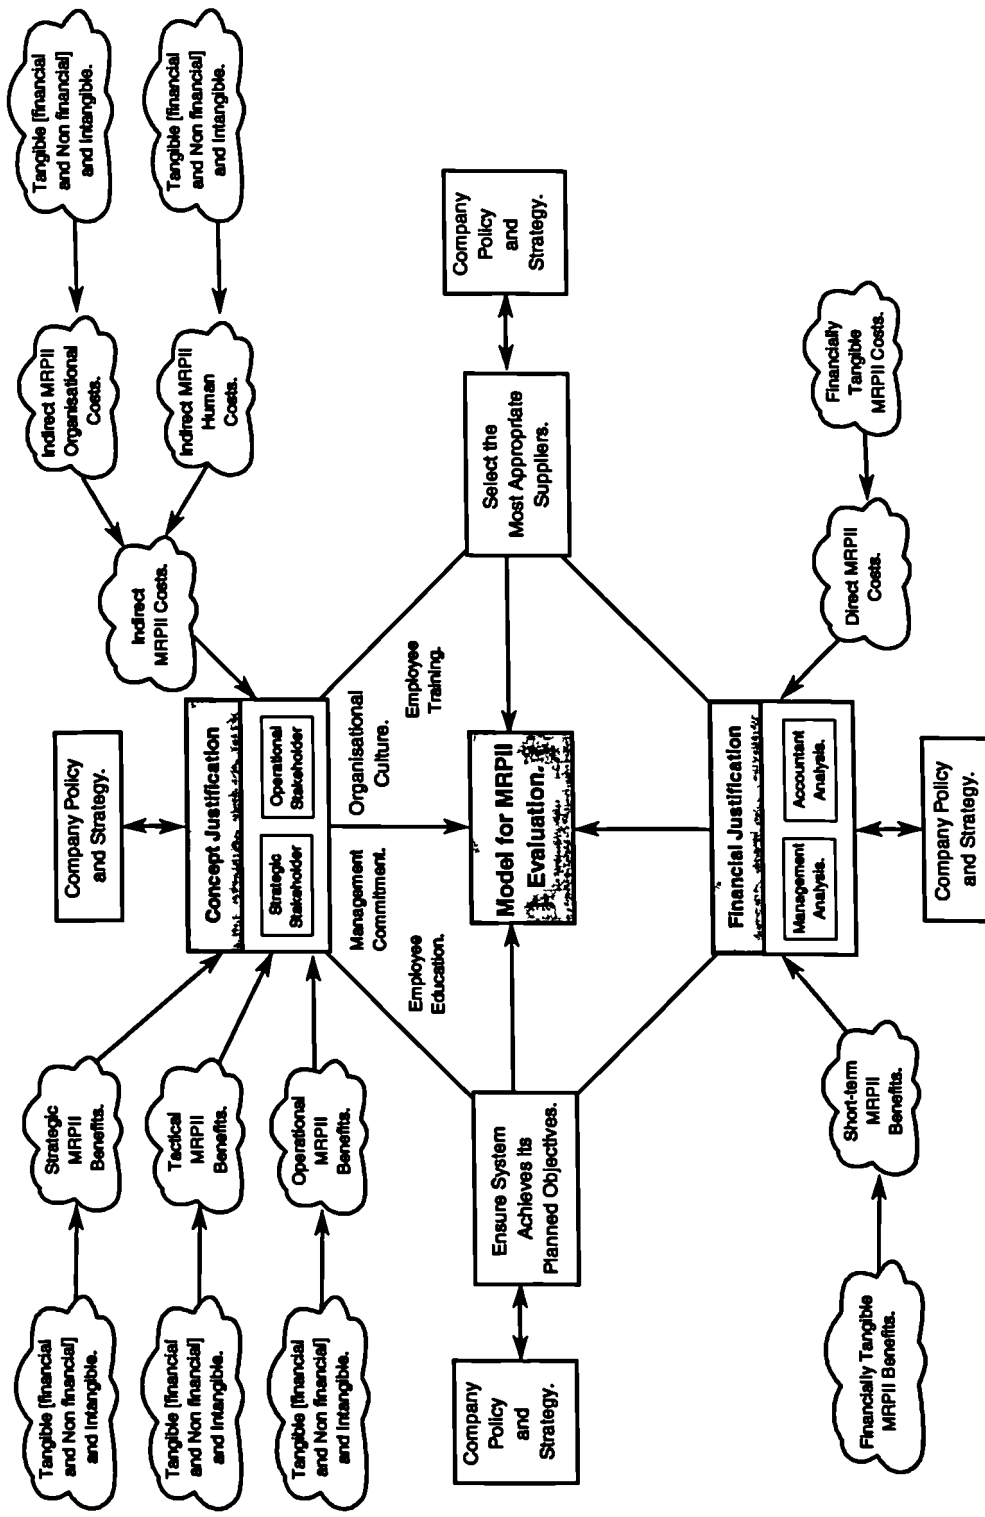 Tangible [financial
and Non financial]
and Intangible.
Strategic
MRPII
Benefits.
Company Policy
and Strategy.
Indirect MRPII
Organisational
Costs.
Tangible [financial
and Non financial]
and Intangible.
Tangible [financial
and Non financial]
and Intangible.
Tactical
MRPII
Benefits.
Indirect
MRPII Costs.
Indirect MRPII
Human
Costs.
Tangible [financial
and Non financial]
and Intangible.
Tangible [financial
and Non financial]
and Intangible.
Operational
MRPII
Benefits.
Concept Justification
Strategic
Stakeholder
Operational
Stakeholder
Management
Commitment.
Organisational
Culture.
Employee
Education.
Employee
Training.
Company
Policy
and
Strategy.
Ensure System
Achieves its
Planned Objectives.
Model for MRPII
Evaluation.
Select the
Most Appropriate
Suppliers.
Company
Policy
and
Strategy.
Financial Justification
Management
Analysis.
Accountant
Analysis.
Financially Tangible
MRPII Benefits.
Short-term
MRPII
Benefits.
Direct MRPII
Costs.
Financially
Tangible
MRPII Costs.
Company Policy
and Strategy.